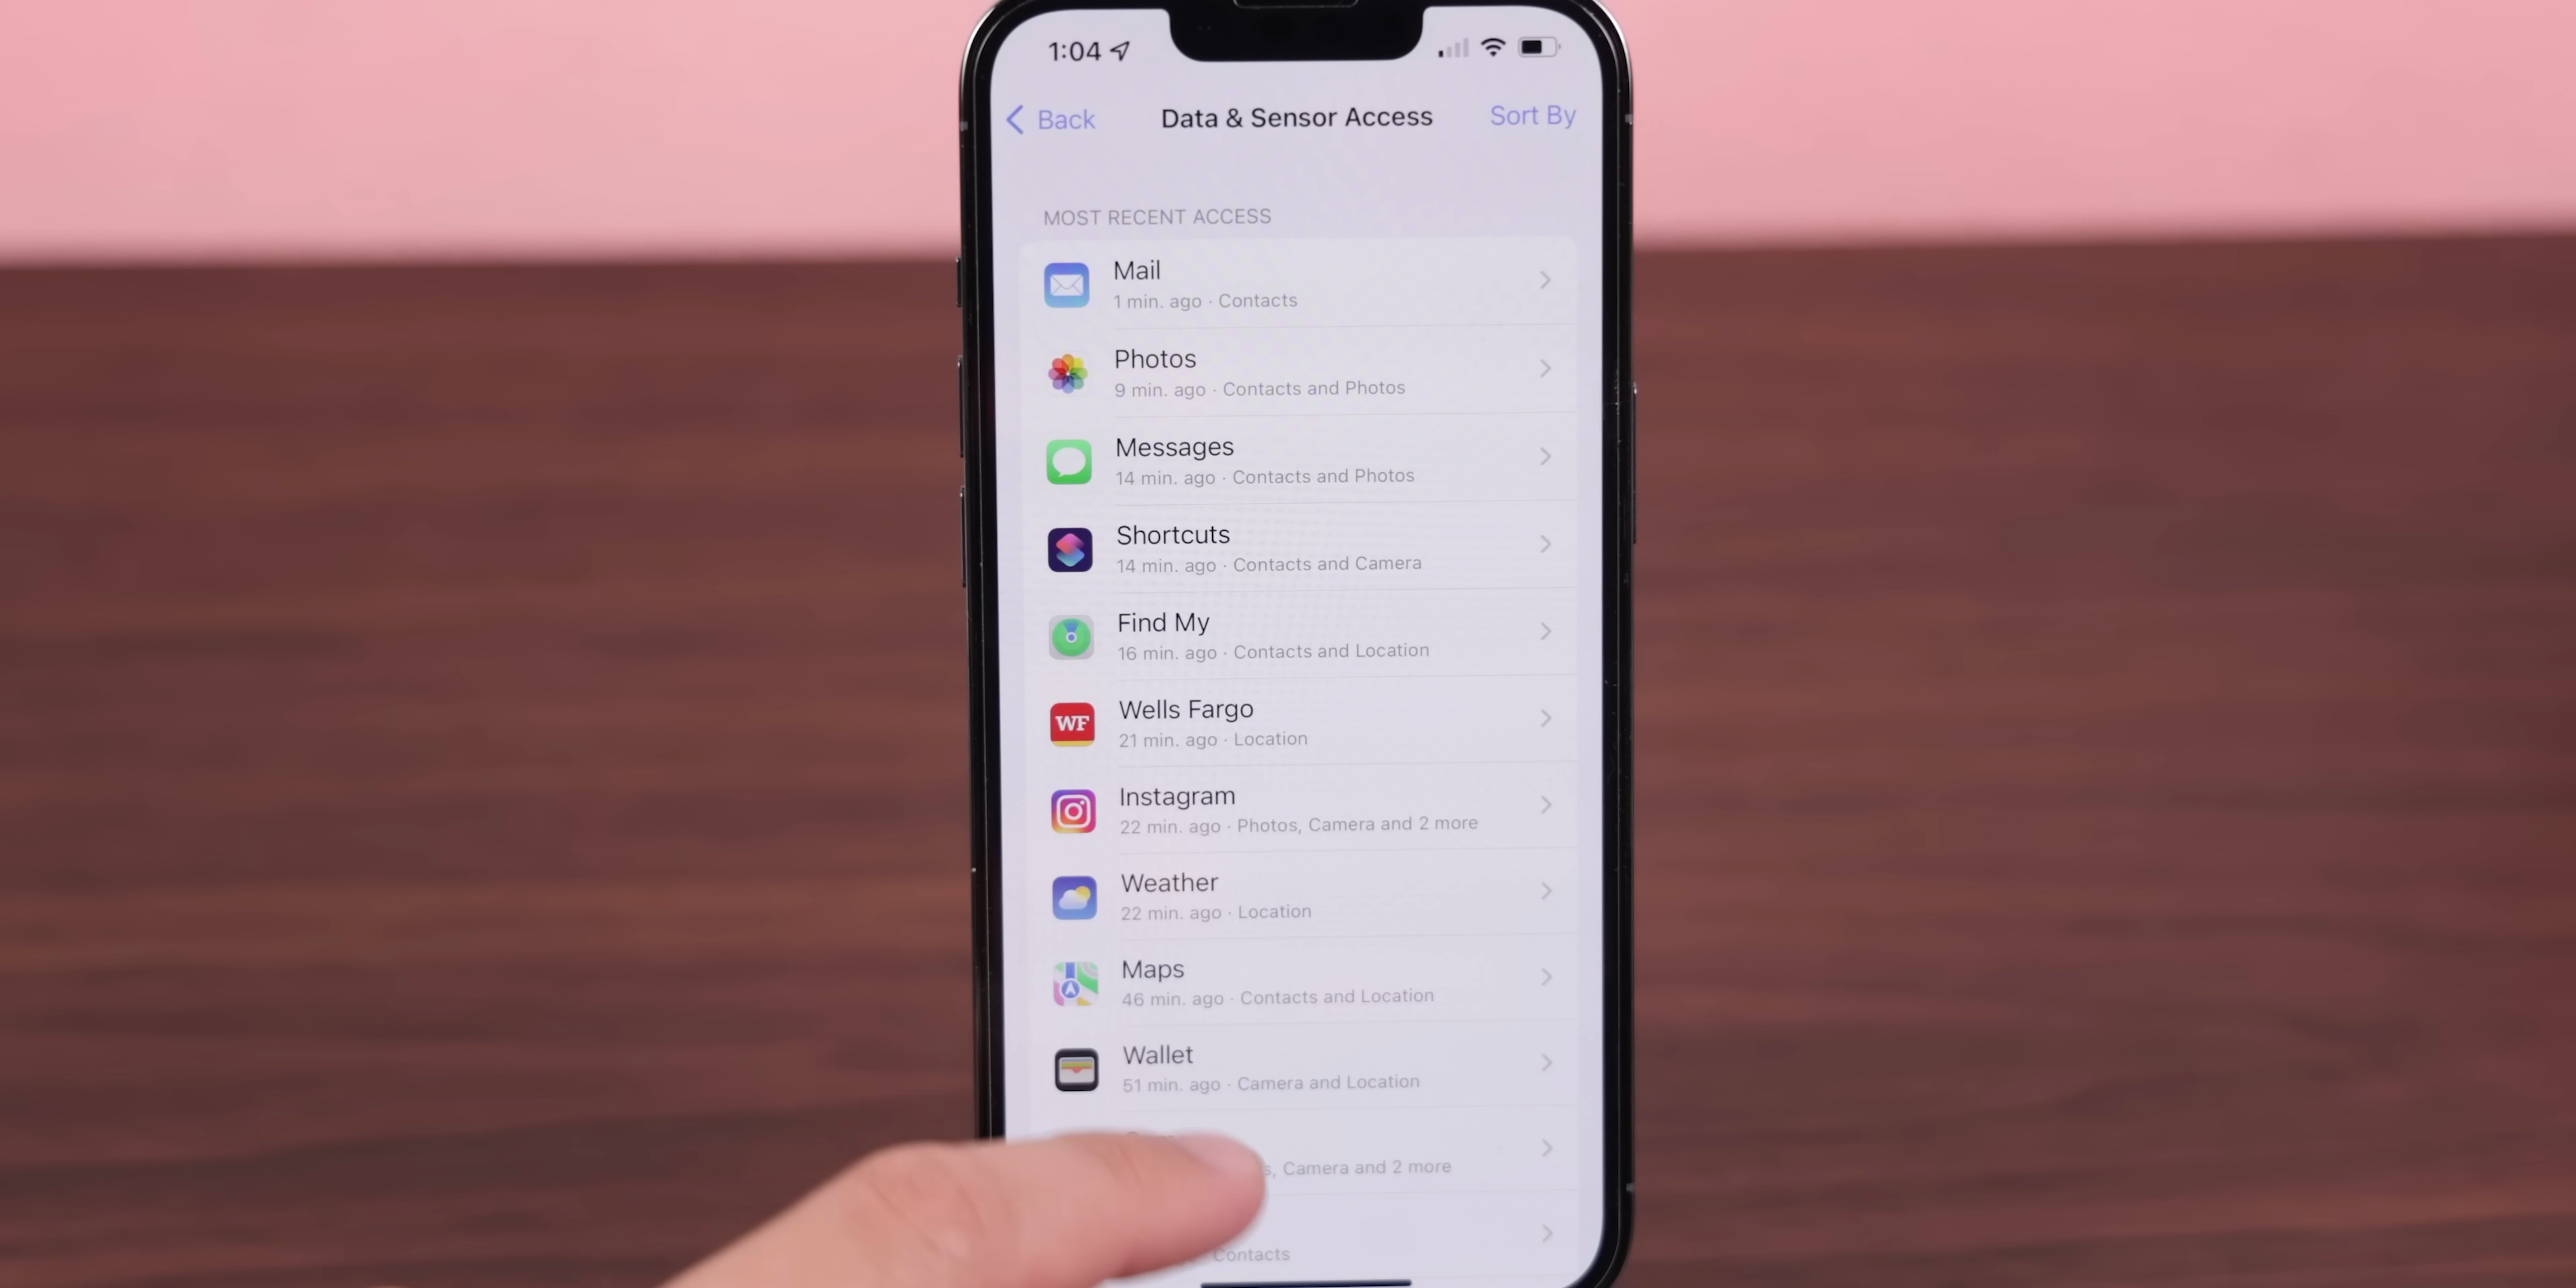 1:04
Back Data & Sensor Access Sort By
MOST RECENT ACCESS
Mail
1 min. ago · Contacts
Photos
9 min. ago · Contacts and Photos
Messages
14 min. ago · Contacts and Photos
Shortcuts
14 min. ago · Contacts and Camera
Find My
16 min. ago · Contacts and Location
WF
Wells Fargo
21 min. ago · Location
Instagram
22 min. ago · Photos, Camera and 2 more
Weather
22 min. ago · Location
Maps
46 min. ago · Contacts and Location
Wallet
51 min. ago · Camera and Location
Camera and 2 more
Contacts